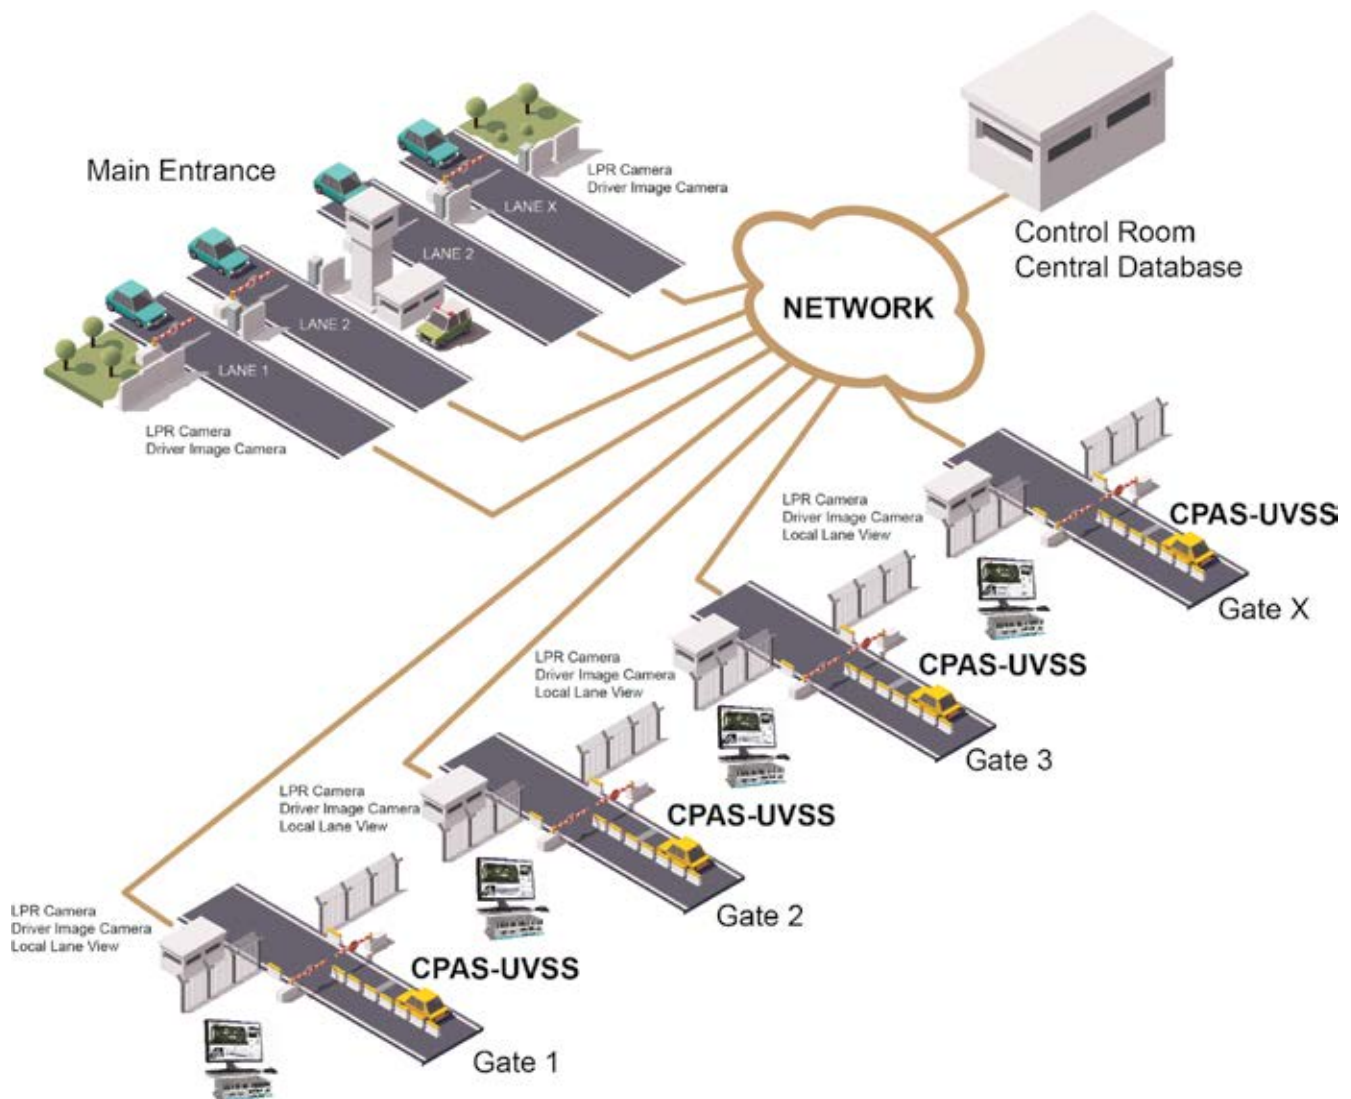 Main Entrance
LPR Camera
Driver Image Camera
LANE X
LANE 2
LANE 2
LANE 1
LPR Camera
Driver Image Camera
NETWORK
Control Room
Central Database
LPR Camera
Driver Image Camera
Local Lane View
CPAS-UVSS
Gate X
LPR Camera
Driver Image Camera
Local Lane View
CPAS-UVSS
Gate 3
LPR Camera
Driver Image Camera
Local Lane View
CPAS-UVSS
Gate 2
LPR Camera
Driver Image Camera
Local Lane View
CPAS-UVSS
Gate 1